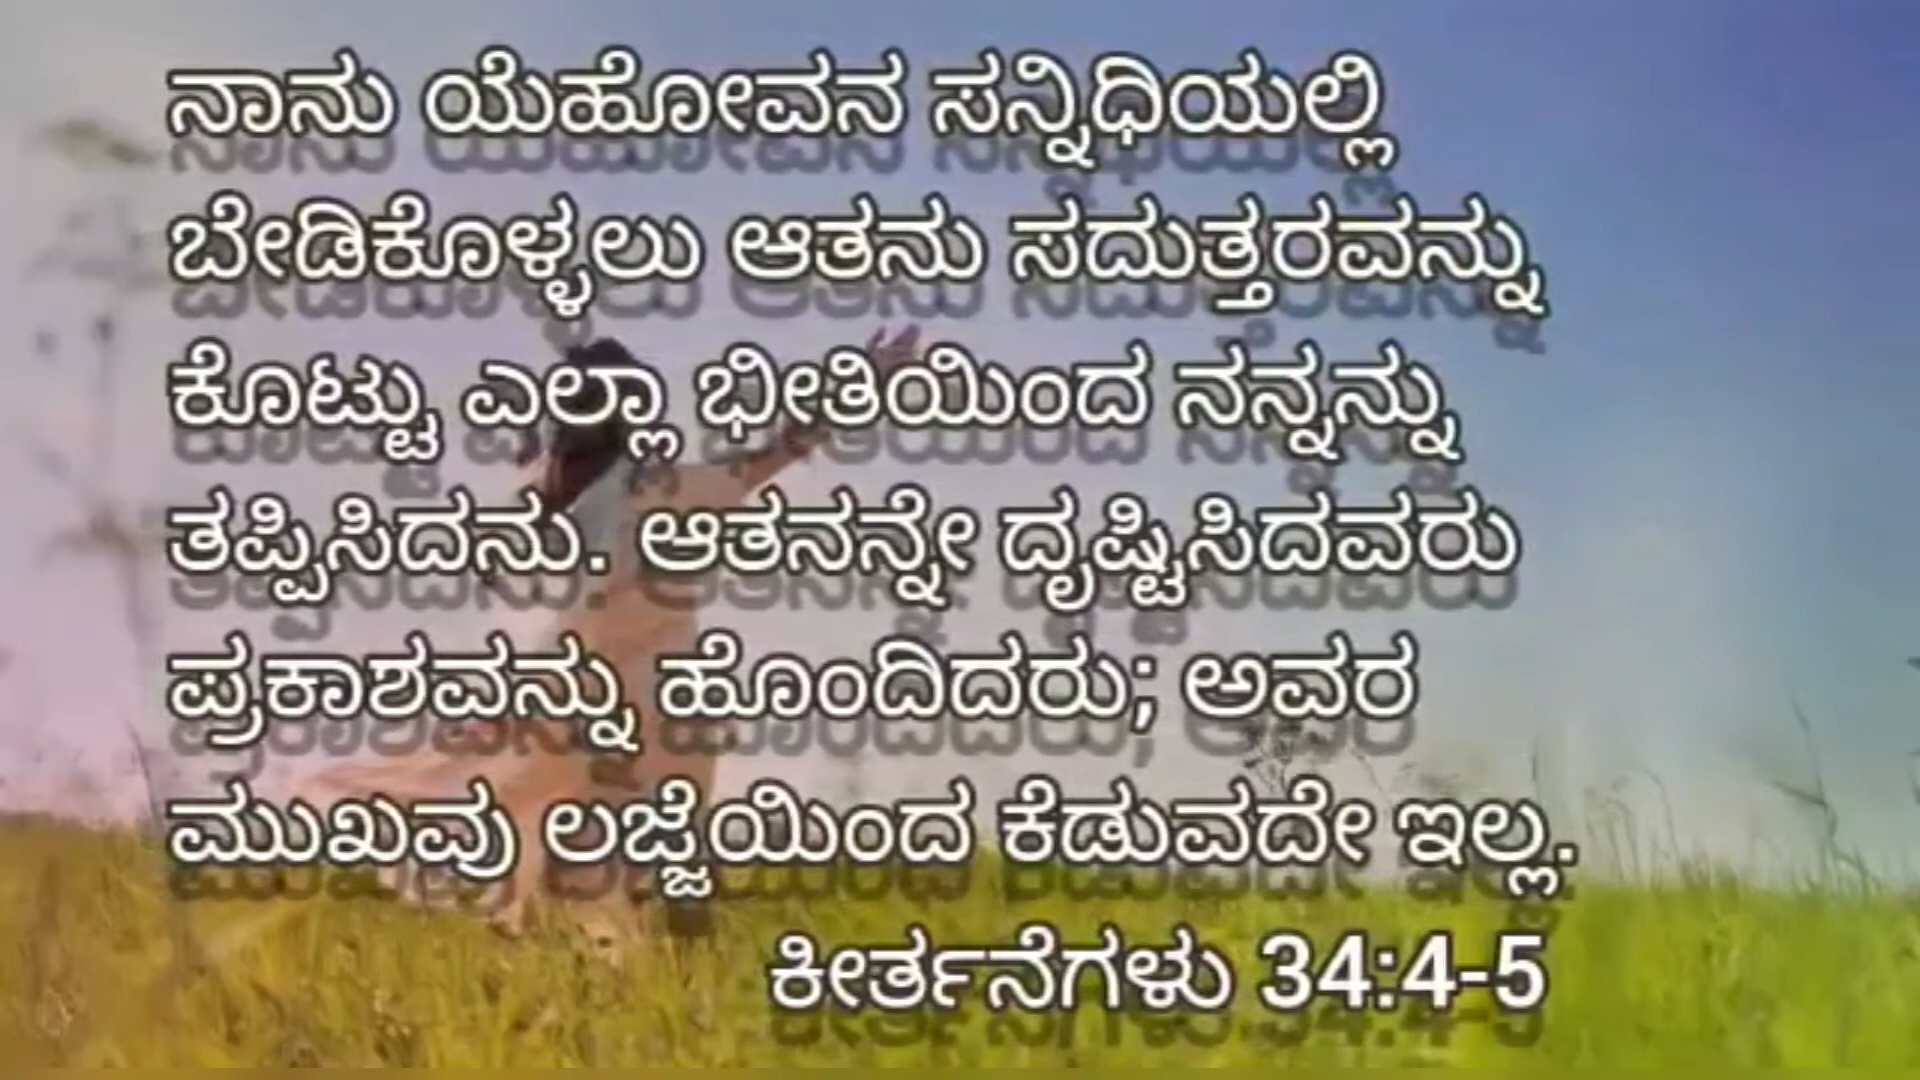 ನಾನು ಯೆಹೋವನ ಸನ್ನಿಧಿಯಲ್ಲಿ
ಬೇಡಿಕೊಳ್ಳಲು ಆತನು ಸದುತ್ತರವನ್ನು
ಕೊಟ್ಟು ಎಲ್ಲಾ ಭೀತಿಯಿಂದ ನನ್ನನ್ನು
ತಪ್ಪಿಸಿದನು. ಆತನನ್ನೇ ದೃಷ್ಟಿಸಿದವರು
ಪ್ರಕಾಶವನ್ನು ಹೊಂದಿದರು; ಅವರ
ಮುಖವು ಲಜ್ಜೆಯಿಂದ ಕೆಡುವದೇ ಇಲ್ಲ.
ಕೀರ್ತನೆಗಳು 34:4-5